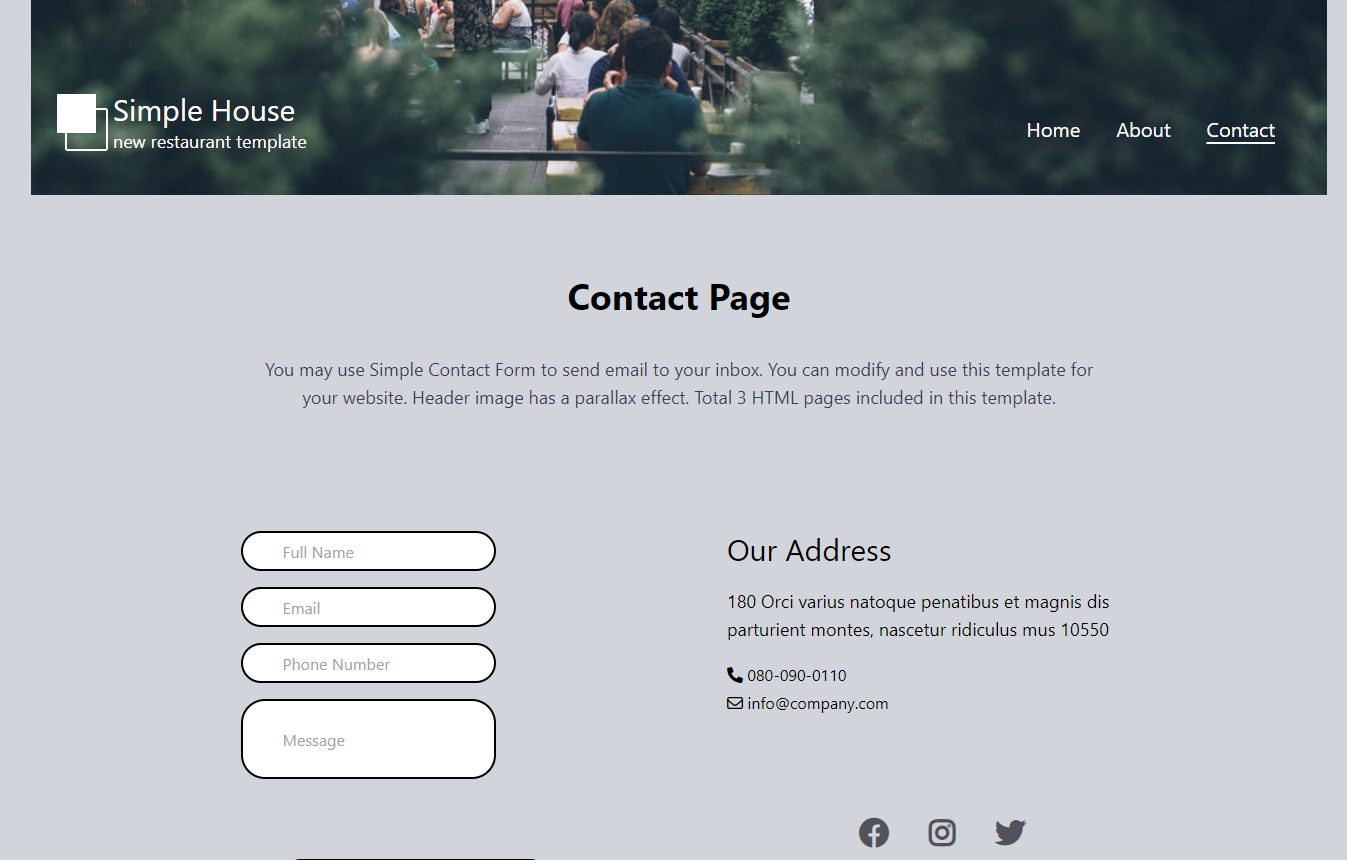 Simple House
new restaurant template
Home About Contact
Contact Page
You may use Simple Contact Form to send email to your inbox. You can modify and use this template for
your website. Header image has a parallax effect. Total 3 HTML pages included in this template.
Full Name
Email
Phone Number
Message
Our Address
180 Orci varius natoque penatibus et magnis dis
parturient montes, nascetur ridiculus mus 10550
080-090-0110
info@company.com